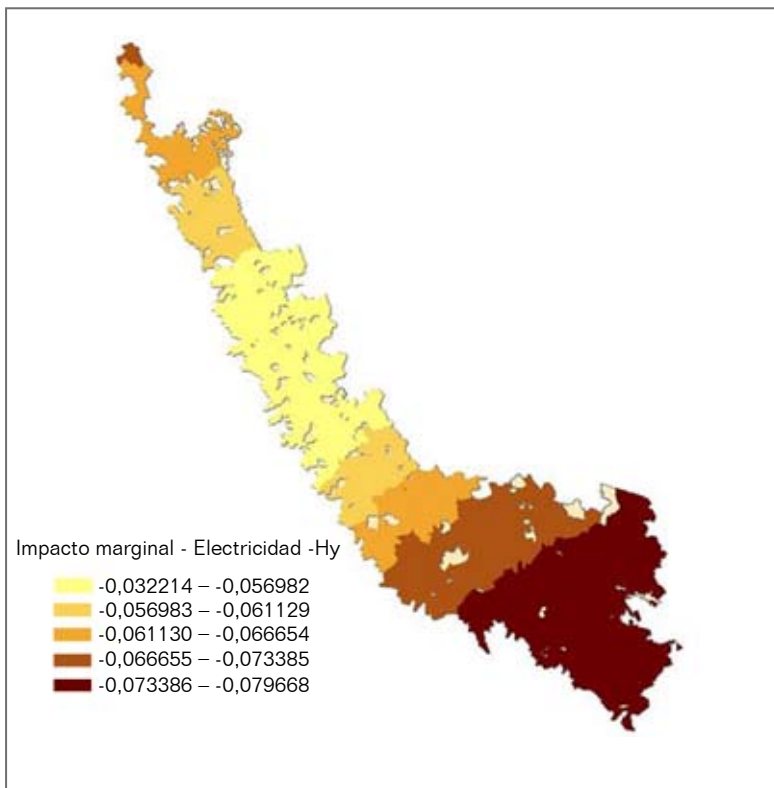 Impacto marginal - Electricidad -Hy
-0,032214 – -0,056982
-0,056983 – -0,061129
-0,061130 – -0,066654
-0,066655 – -0,073385
-0,073386 – -0,079668